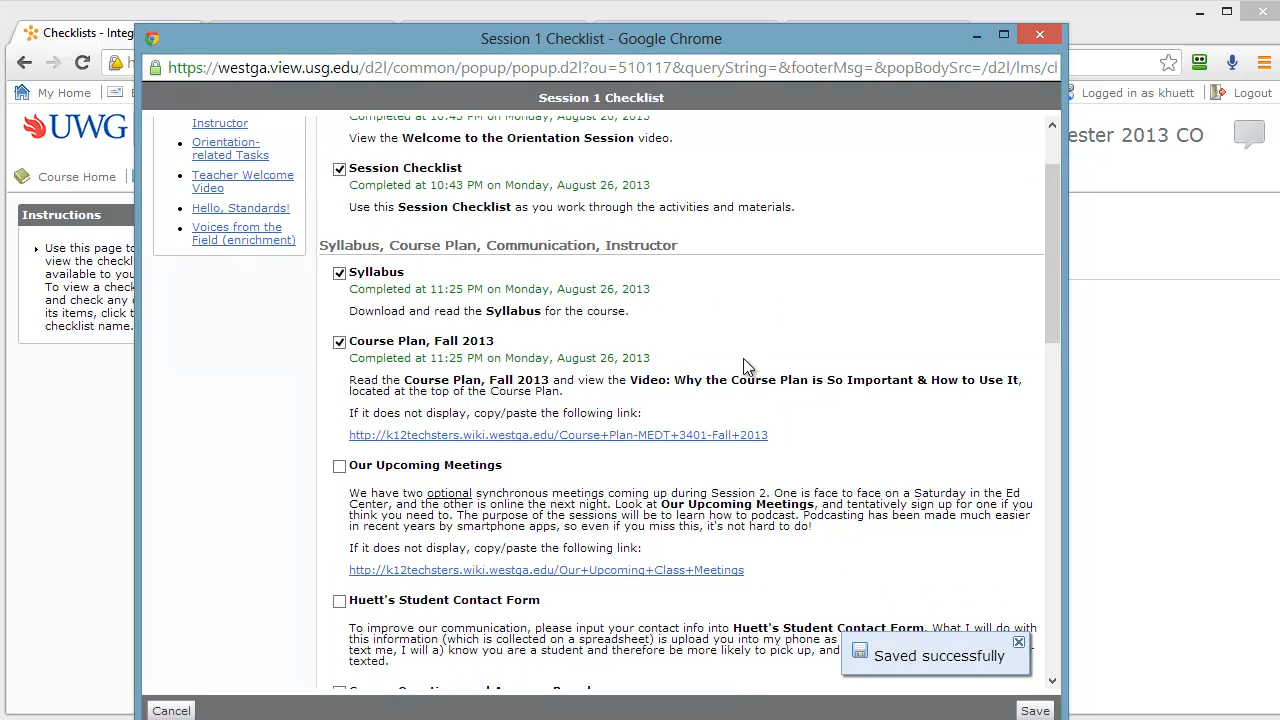 Checklists - Integ
Session 1 Checklist - Google Chrome
https://westga.view.usg.edu/d2l/common/popup/popup.d2l?ou=510117&queryString=&footerMsg=&popBodySrc=/d2l/lms/cl
My Home
Logged in as khuett
Logout
UWG
ester 2013 CO
Course Home
Instructions
Use this page to
view the checkl
available to you
To view a check
and check any o
its items, click t
checklist name.
Session 1 Checklist
Instructor
Orientation-
related Tasks
Teacher Welcome
Video
Hello, Standards!
Voices from the
Field (enrichment)
Completed at 10:43 PM on Monday, August 26, 2013
View the Welcome to the Orientation Session video.
Session Checklist
Completed at 10:43 PM on Monday, August 26, 2013
Use this Session Checklist as you work through the activities and materials.
Syllabus, Course Plan, Communication, Instructor
Syllabus
Completed at 11:25 PM on Monday, August 26, 2013
Download and read the Syllabus for the course.
Course Plan, Fall 2013
Completed at 11:25 PM on Monday, August 26, 2013
Read the Course Plan, Fall 2013 and view the Video: Why the Course Plan is So Important & How to Use It,
located at the top of the Course Plan.
If it does not display, copy/paste the following link:
http://k12techsters.wiki.westga.edu/Course+Plan-MEDT+3401-Fall+2013
Our Upcoming Meetings
We have two optional synchronous meetings coming up during Session 2. One is face to face on a Saturday in the Ed
Center, and the other is online the next night. Look at Our Upcoming Meetings, and tentatively sign up for one if you
think you need to. The purpose of the sessions will be to learn how to podcast. Podcasting has been made much easier
in recent years by smartphone apps, so even if you miss this, it's not hard to do!
If it does not display, copy/paste the following link:
http://k12techsters.wiki.westga.edu/Our+Upcoming+Class+Meetings
Huett's Student Contact Form
To improve our communication, please input your contact info into Huett's Student Contact Form. What I will do with
this information (which is collected on a spreadsheet) is upload you into my phone as
text me, I will a) know you are a student and therefore be more likely to pick up, and
texted.
Saved successfully
Cancel
Save